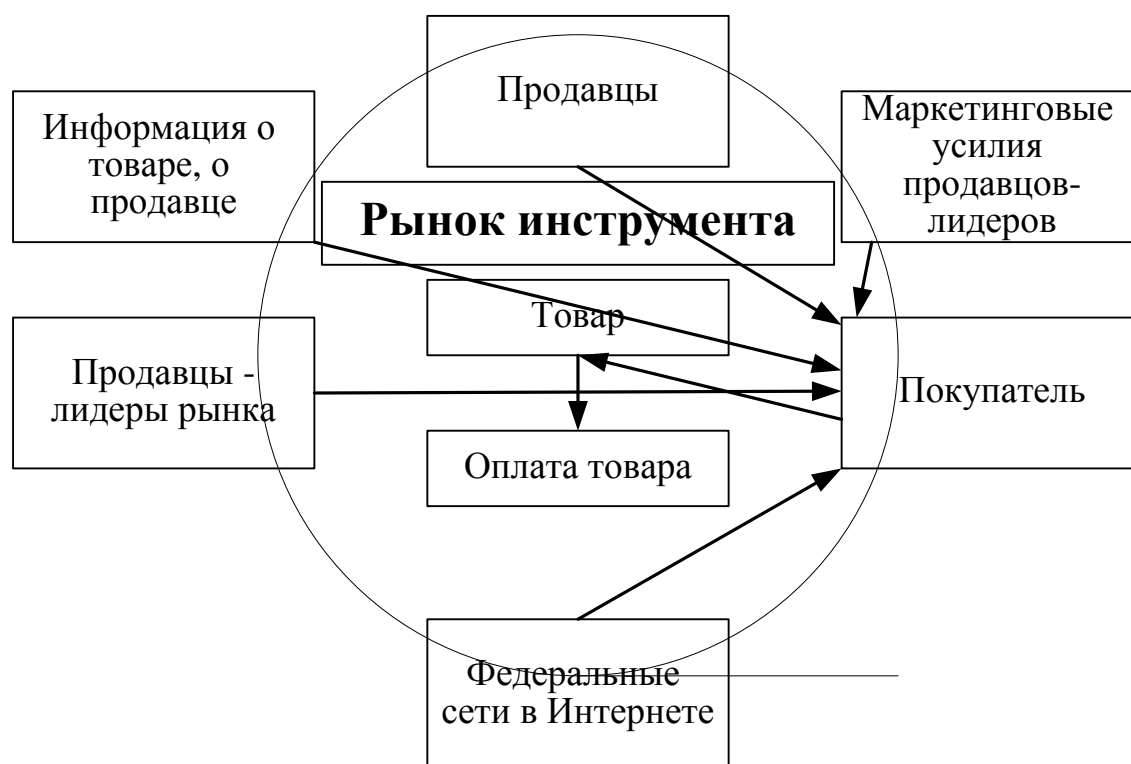 Продавцы
Информация о
товаре, о
продавце
Маркетинговые
усилия
продавцов-
лидеров
Рынок инструмента
Товар
Продавцы -
лидеры рынка
Покупатель
Оплата товара
Федеральные
сети в Интернете